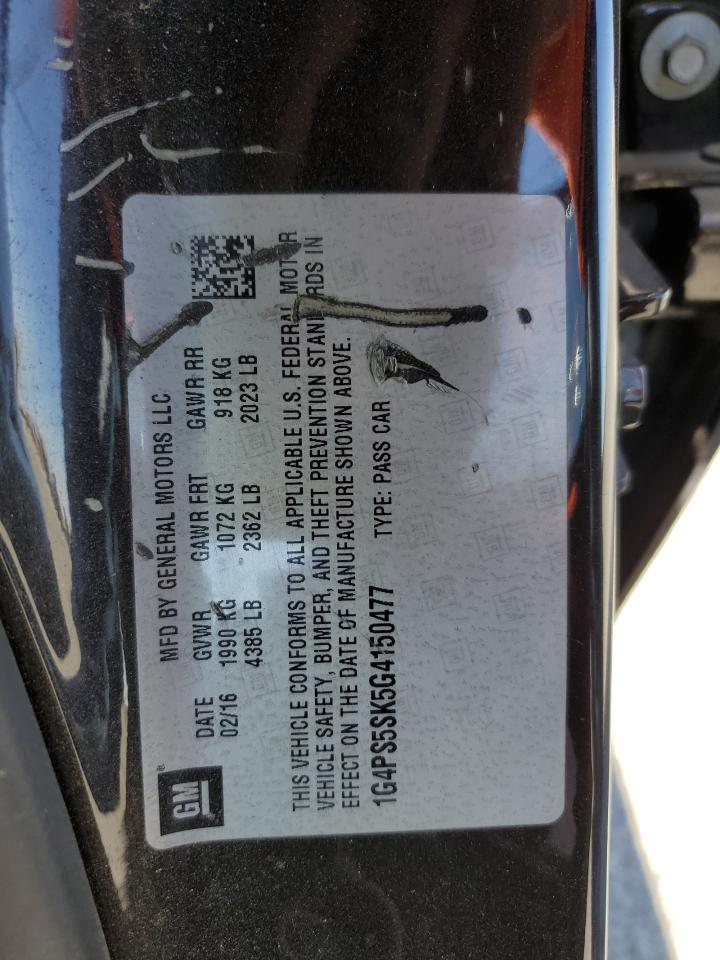 GM
MFD BY GENERAL MOTORS LLC
DATE GVWR GAWR FRT GAWR RR
02/16 1990 KG 1072 KG 918 KG
4385 LB 2362 LB 2023 LB
THIS VEHICLE CONFORMS TO ALL APPLICABLE U.S. FEDERAL MOTOR
VEHICLE SAFETY, BUMPER, AND THEFT PREVENTION STANDARDS IN
EFFECT ON THE DATE OF MANUFACTURE SHOWN ABOVE.
1G4PS5SK5G4150477 TYPE: PASS CAR